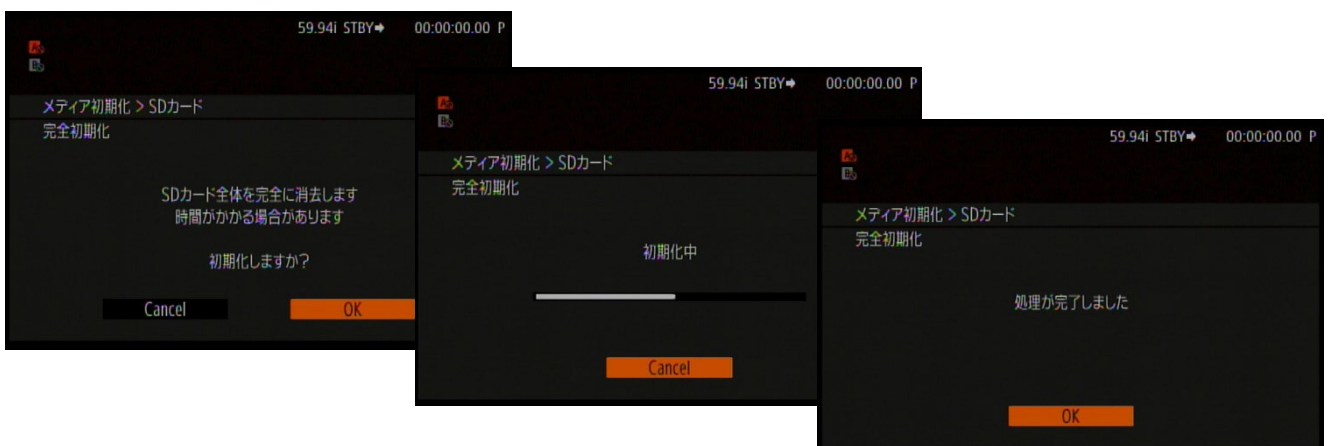 59.94i STBY➡ 00:00:00.00 P
A
B
メディア初期化 > SDカード
完全初期化
SDカード全体を完全に消去します
時間がかかる場合があります
初期化しますか?
Cancel OK
59.94i STBY➡ 00:00:00.00 P
A
B
メディア初期化 > SDカード
完全初期化
初期化中
Cancel
59.94i STBY➡ 00:00:00.00 P
A
B
メディア初期化 > SDカード
完全初期化
処理が完了しました
OK